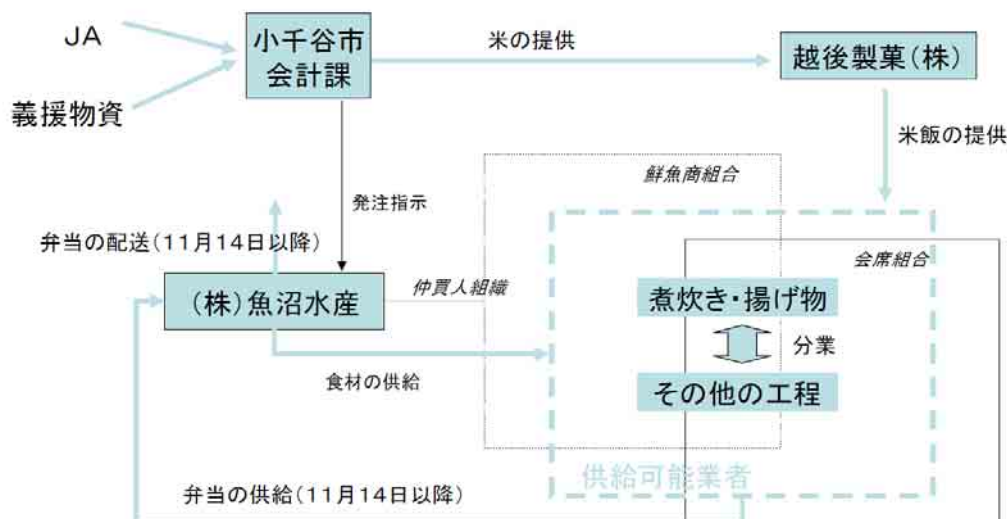 JA
義援物資
小千谷市
会計課
米の提供
越後製菓(株)
米飯の提供
発注指示
鮮魚商組合
弁当の配送(11月14日以降)
(株)魚沼水産
仲買人組織
会席組合
煮炊き・揚げ物
分業
食材の供給
その他の工程
供給可能業者
弁当の供給(11月14日以降)